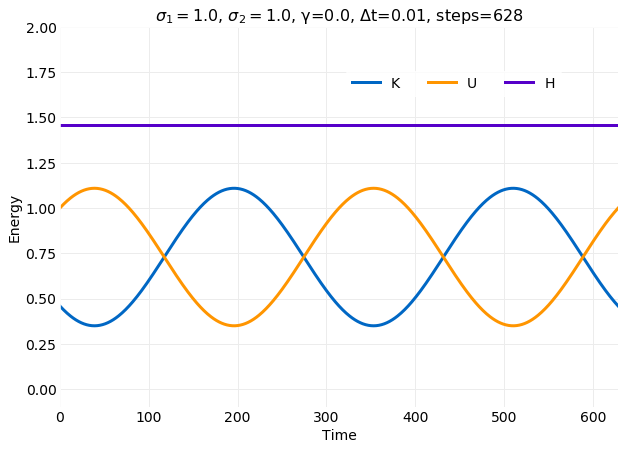 σ₁ = 1.0, σ₂ = 1.0, γ=0.0, Δt=0.01, steps=628
2.00
1.75
K U H
1.50
1.25
1.00
Energy
0.75
0.50
0.25
0.00
0 100 200 300 400 500 600
Time